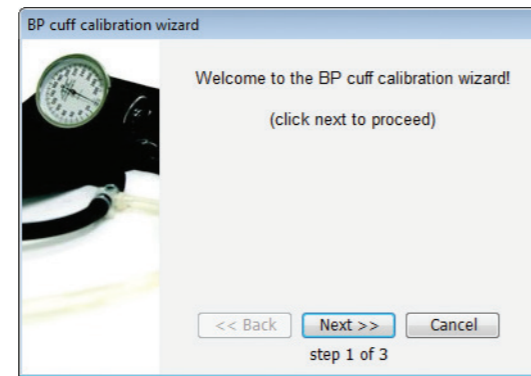 BP cuff calibration wizard
Welcome to the BP cuff calibration wizard!
(click next to proceed)
<< Back
Next >>
Cancel
step 1 of 3